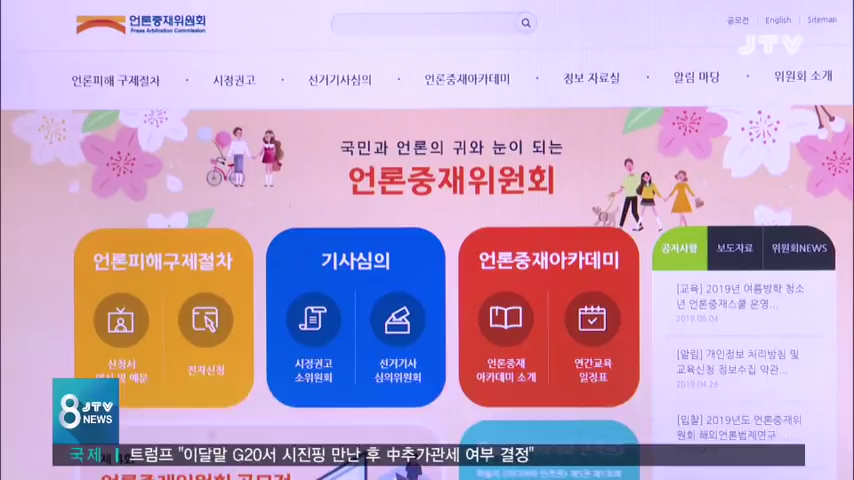 언론중재위원회
Press Arbitration Commission
공모전 English Sitemap
JTV
언론피해 구제절차 · 시정권고 · 선거기사심의 · 언론중재아카데미 · 정보 자료실 · 알림 마당 · 위원회 소개
국민과 언론의 귀와 눈이 되는
언론중재위원회
언론피해구제절차
신청서
전자신청
기사심의
시정권고
소위원회
선거기사
심의위원회
언론중재아카데미
언론중재
아카데미 소개
연간교육
일정표
공지사항 보도자료 위원회NEWS
[교육] 2019년 여름방학 청소
년 언론중재스쿨 운영...
2019.06.04
[알림] 개인정보 처리방침 및
교육신청 정보수집 약관...
2019.04.26
[입찰] 2019년도 언론중재위
원회 해외언론법제연구
8 JTV
NEWS
국제 트럼프 "이달말 G20서 시진핑 만난 후 中추가관세 여부 결정"